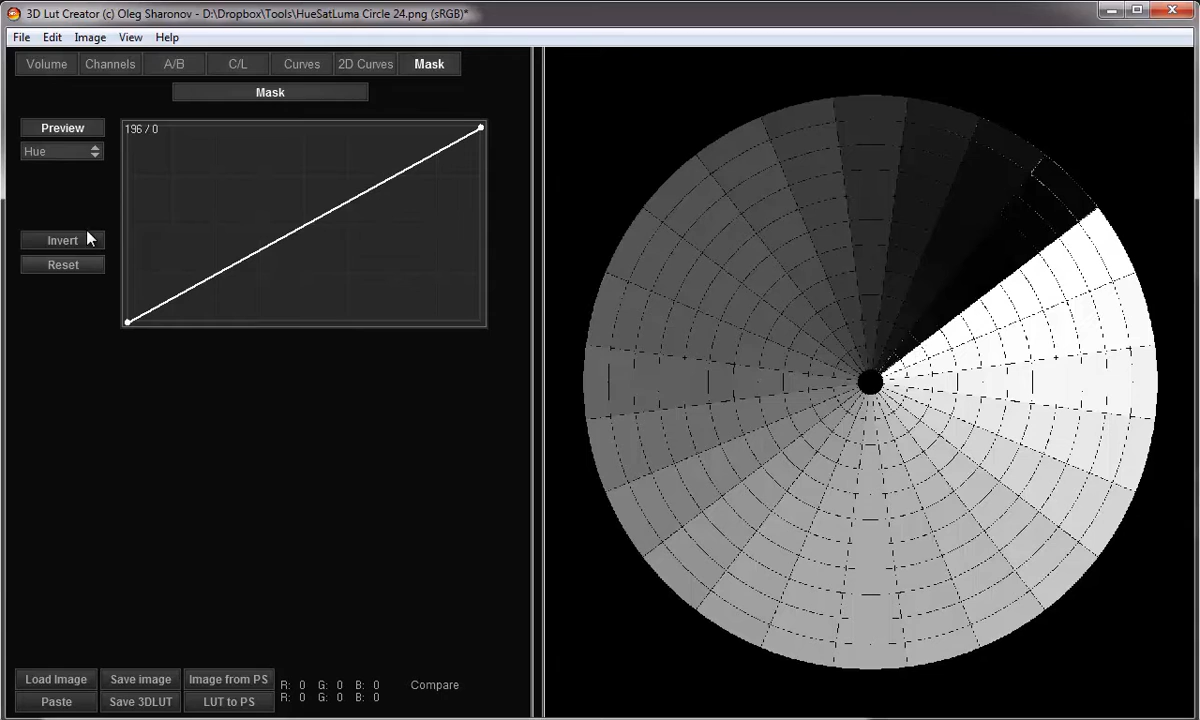 3D Lut Creator (c) Oleg Sharonov - D:\Dropbox\Tools\HueSatLuma Circle 24.png (sRGB)*
File Edit Image View Help
Volume Channels A/B C/L Curves 2D Curves Mask
Mask
Preview
196 / 0
Hue
Invert
Reset
Load Image Save image Image from PS R: 0 G: 0 B: 0 Compare
Paste Save 3DLUT LUT to PS R: 0 G: 0 B: 0